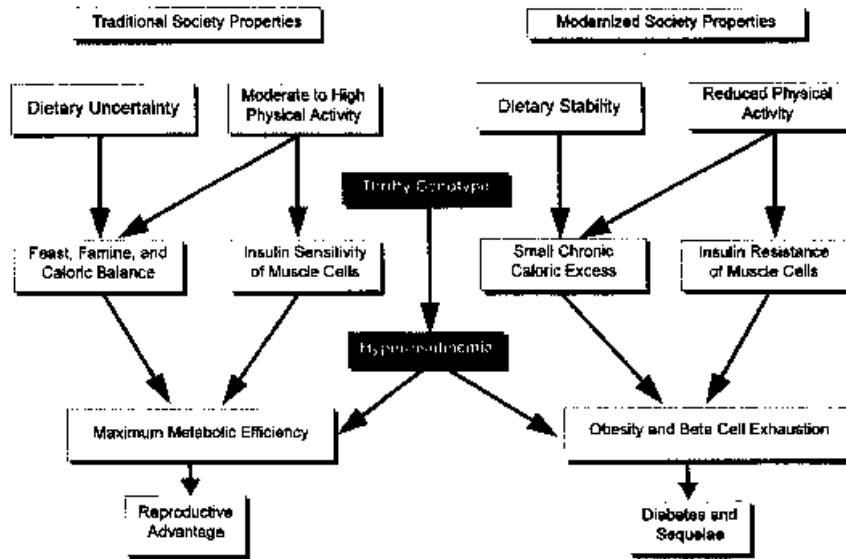 Traditional Society Properties
Modernized Society Properties
Dietary Uncertainty
Moderate to High
Physical Activity
Dietary Stability
Reduced Physical
Activity
Thrifty Genotype
Feast, Famine, and
Caloric Balance
Insulin Sensitivity
of Muscle Cells
Small Chronic
Caloric Excess
Insulin Resistance
of Muscle Cells
Hyperinsulinemia
Maximum Metabolic Efficiency
Obesity and Beta Cell Exhaustion
Reproductive
Advantage
Diabetes and
Sequelae